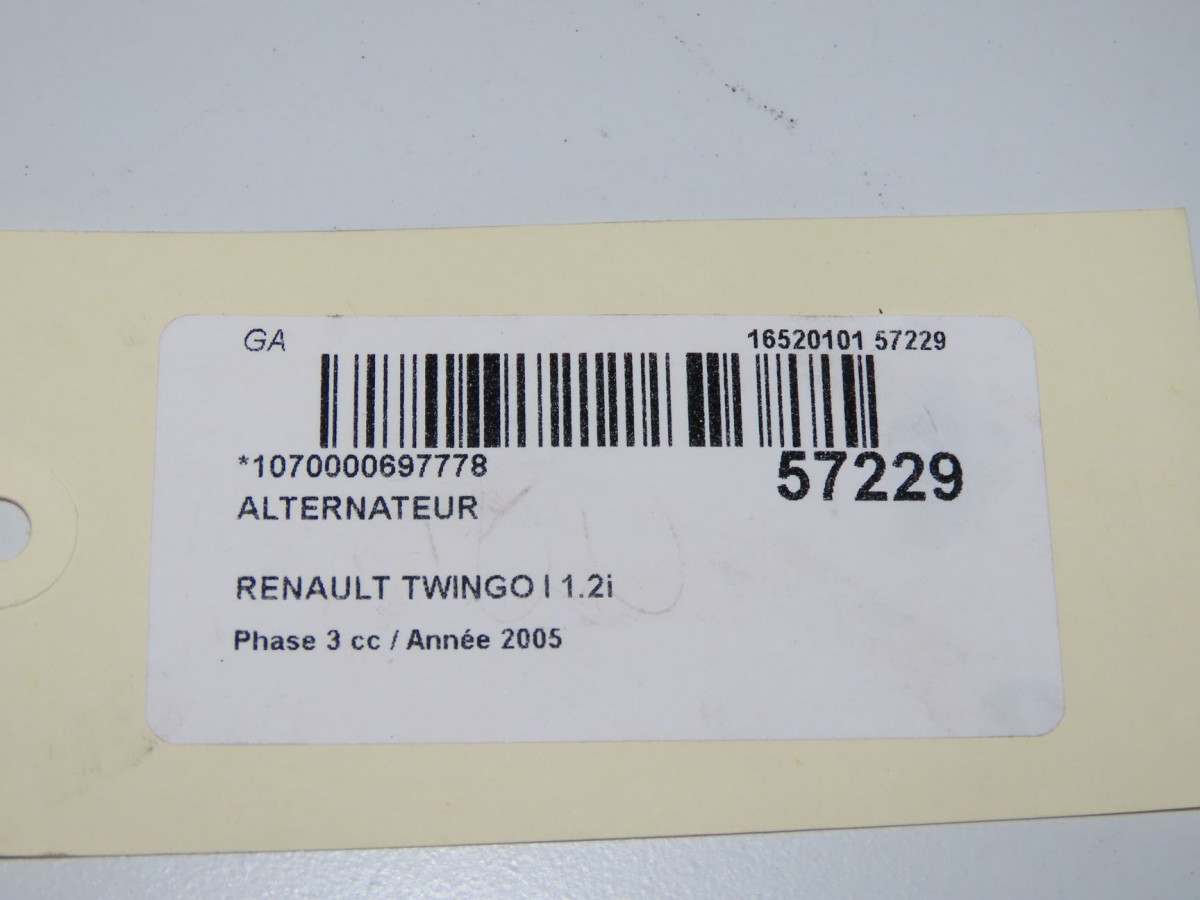 GA 16520101 57229
*1070000697778 57229
ALTERNATEUR
RENAULT TWINGO I 1.2i
Phase 3 cc / Année 2005